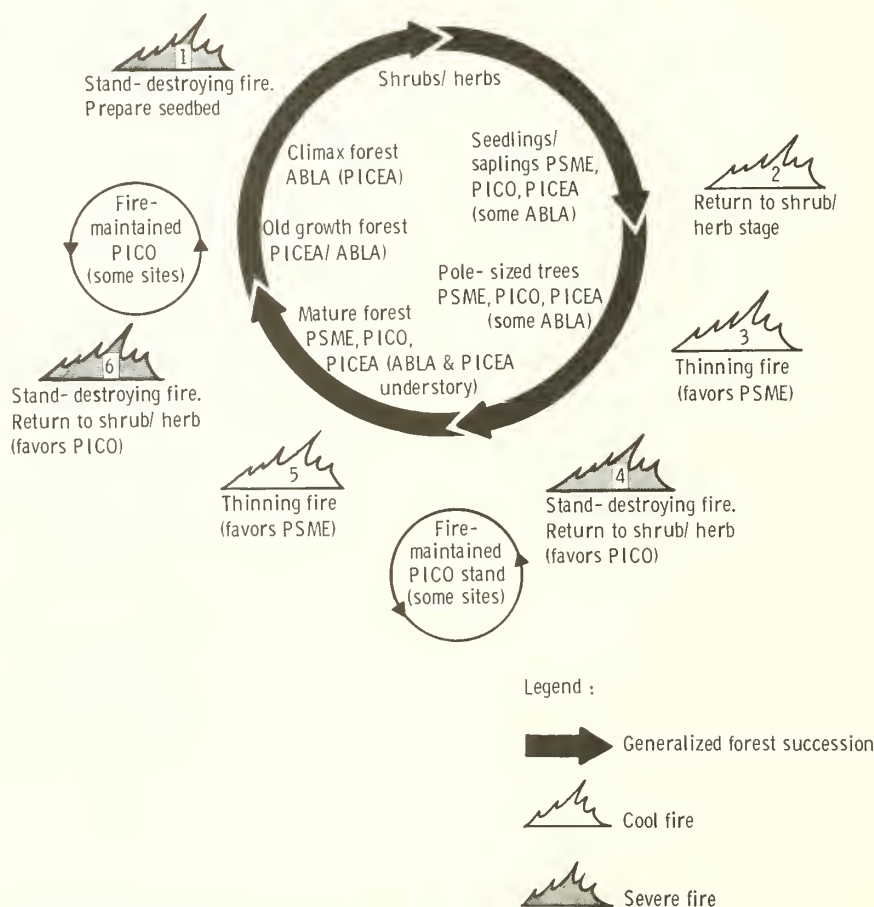 1
Stand- destroying fire.
Prepare seedbed
Shrubs/ herbs
Climax forest
ABLA (PICEA)
Seedlings/
saplings PSME,
PICO, PICEA
(some ABLA)
2
Return to shrub/
herb stage
Fire-
maintained
PICO
(some sites)
Old growth forest
PICEA/ ABLA)
Pole- sized trees
PSME, PICO, PICEA
(some ABLA)
Mature forest
PSME, PICO,
PICEA (ABLA & PICEA
understory)
3
Thinning fire
(favors PSME)
6
Stand- destroying fire.
Return to shrub/ herb
(favors PICO)
5
Thinning fire
(favors PSME)
4
Stand- destroying fire.
Return to shrub/ herb
(favors PICO)
Fire-
maintained
PICO stand
(some sites)
Legend :
Generalized forest succession
Cool fire
Severe fire